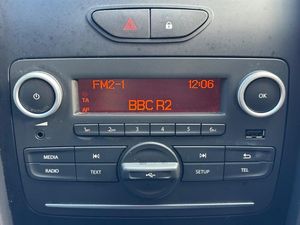 FM2-1 12:06
TA
AF
BBC R2
OK
1 2 3 4 5 6
MEDIA
RADIO TEXT SETUP TEL